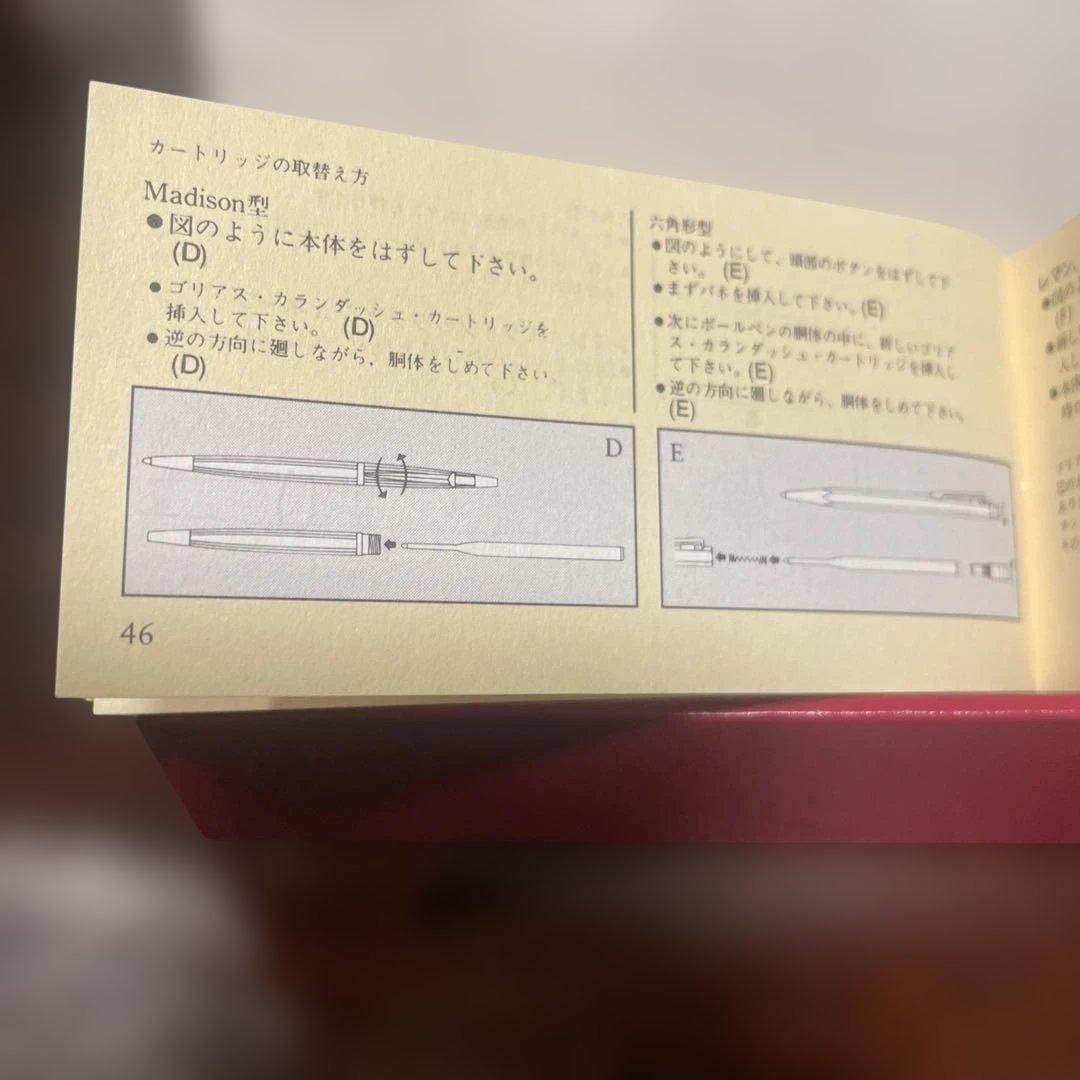 カートリッジの取替え方
Madison型
●図のように本体をはずして下さい。
(D)
●ゴリアス・カランダッシュ・カートリッジを
挿入して下さい。(D)
●逆の方向に廻しながら，胴体をしめて下さい。
(D)
D
46
六角形型
●図のようにして、頭部のボタンをはずして下
さい。(E)
●まずバネを挿入して下さい。(E)
●次にボールペンの胴体の中に、新しいゴリア
ス・カランダッシュ・カートリッジを挿入し
て下さい。(E)
●逆の方向に廻しながら、胴体をしめて下さい。
(E)
E
レマン、
(F)